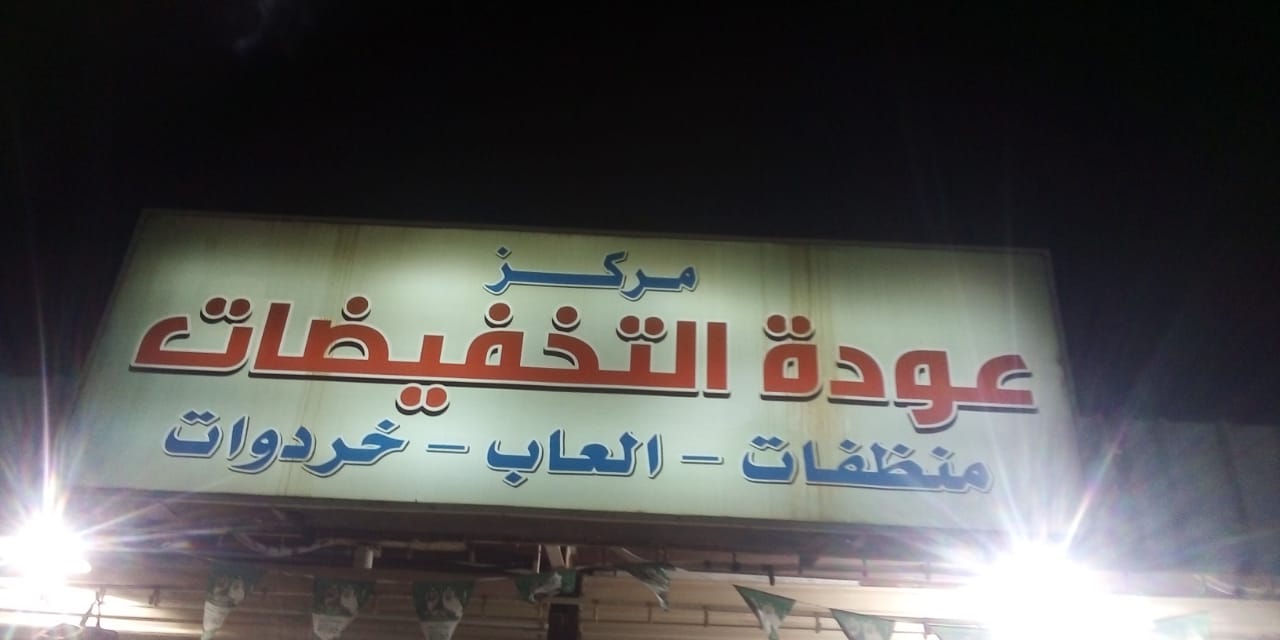 مركز
عودة التخفيضات
منظفات - العاب - خردوات